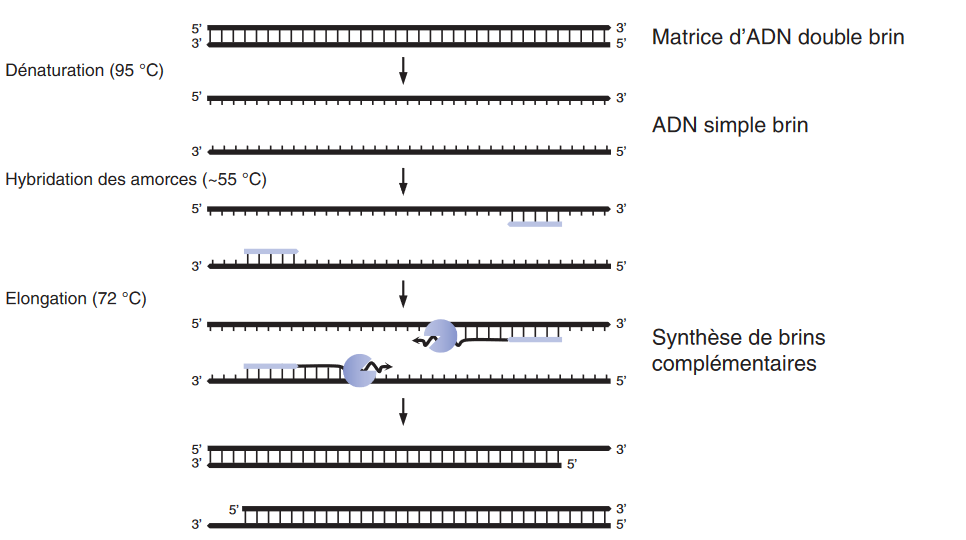 5' 3'
Matrice d'ADN double brin
3' 5'
Dénaturation (95 °C)
5' 3'
ADN simple brin
3' 5'
Hybridation des amorces (~55 °C)
5' 3'
3' 5'
Elongation (72 °C)
5' 3'
Synthèse de brins
complémentaires
3' 5'
5' 3'
3' 5'
5' 3'
3' 5'